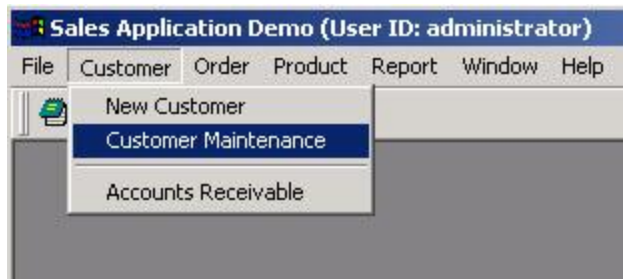 Sales Application Demo (User ID: administrator)
File Customer Order Product Report Window Help
New Customer
Customer Maintenance
Accounts Receivable